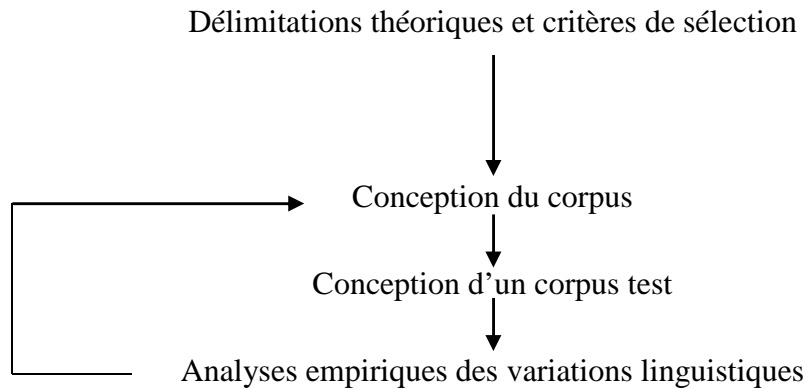 Délimitations théoriques et critères de sélection
Conception du corpus
Conception d’un corpus test
Analyses empiriques des variations linguistiques